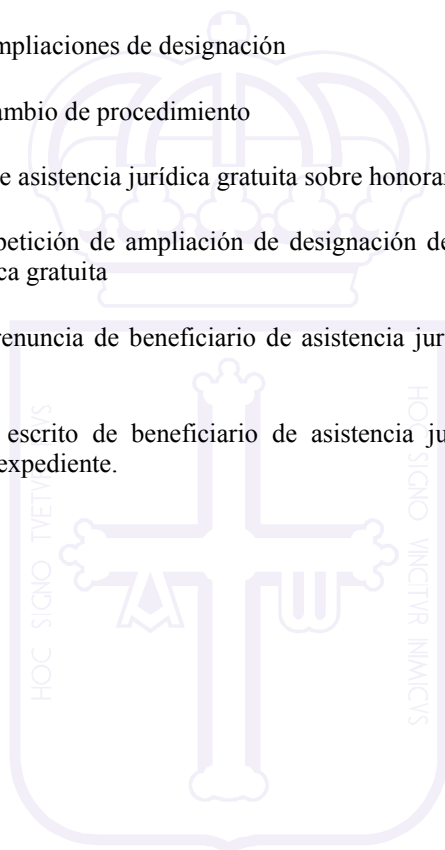 mpliaciones de designación
ambio de procedimiento
e asistencia jurídica gratuita sobre honorar
petición de ampliación de designación de
ca gratuita
renuncia de beneficiario de asistencia jur
escrito de beneficiario de asistencia ju
expediente.
HOC SIGNO TVETVR
VS
HOC SIGNO VINCTVR INIMICVS